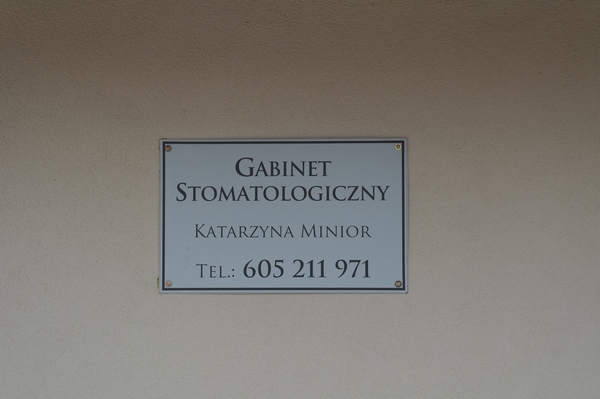 GABINET
STOMATOLOGICZNY
KATARZYNA MINIOR
TEL.: 605 211 971